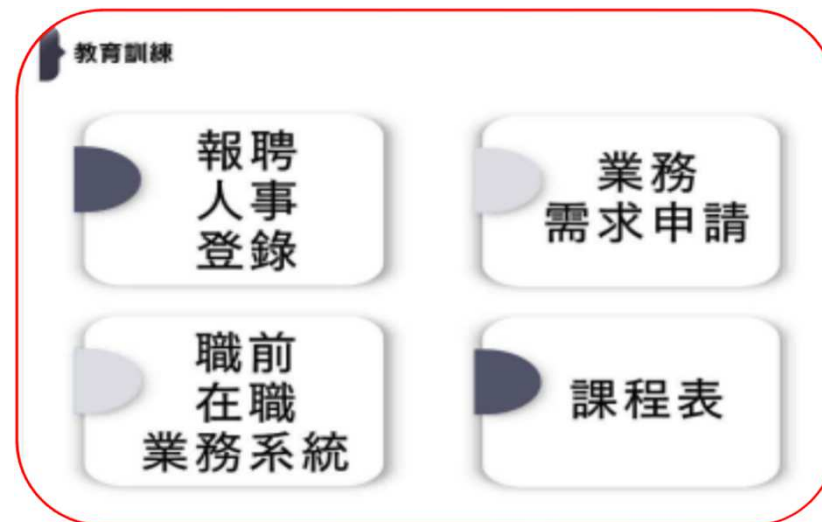 教育訓練
報聘
人事
登錄
業務
需求申請
職前
在職
業務系統
課程表